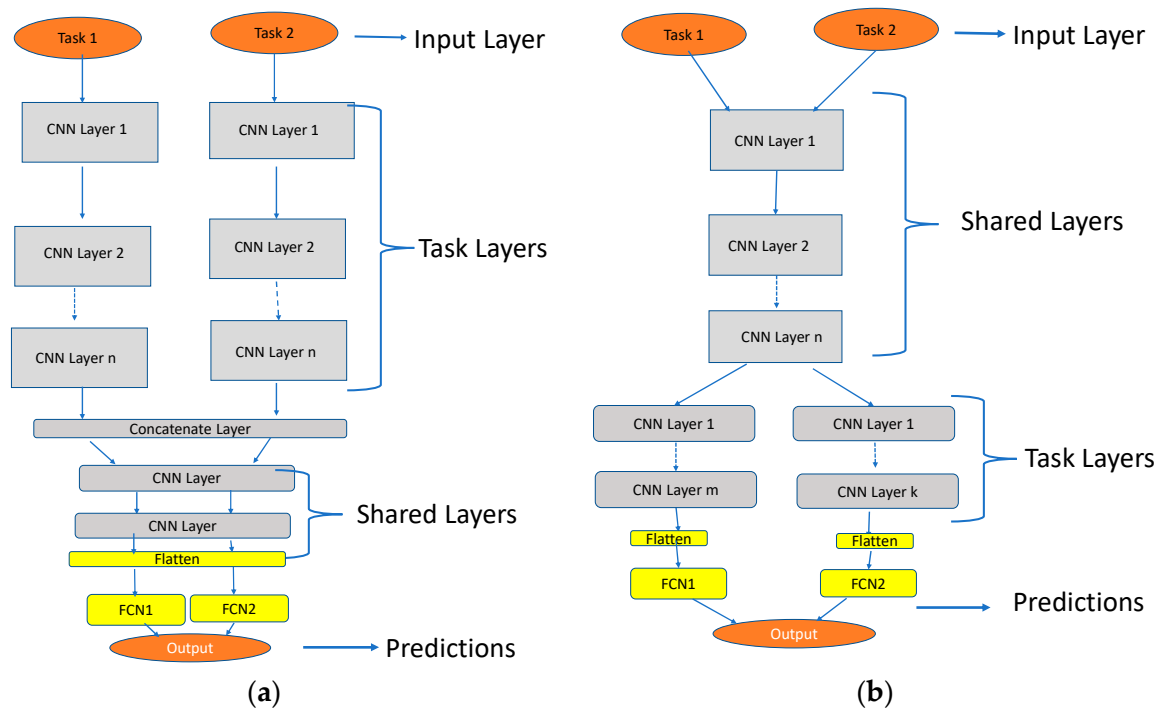 Task 1
Task 2
Input Layer
CNN Layer 1
CNN Layer 1
CNN Layer 2
CNN Layer 2
Task Layers
CNN Layer n
CNN Layer n
Concatenate Layer
CNN Layer
CNN Layer
Shared Layers
Flatten
FCN1
FCN2
Output
Predictions
(a)
Task 1
Task 2
Input Layer
CNN Layer 1
CNN Layer 2
Shared Layers
CNN Layer n
CNN Layer 1
CNN Layer 1
Task Layers
CNN Layer m
CNN Layer k
Flatten
Flatten
FCN1
FCN2
Predictions
Output
(b)